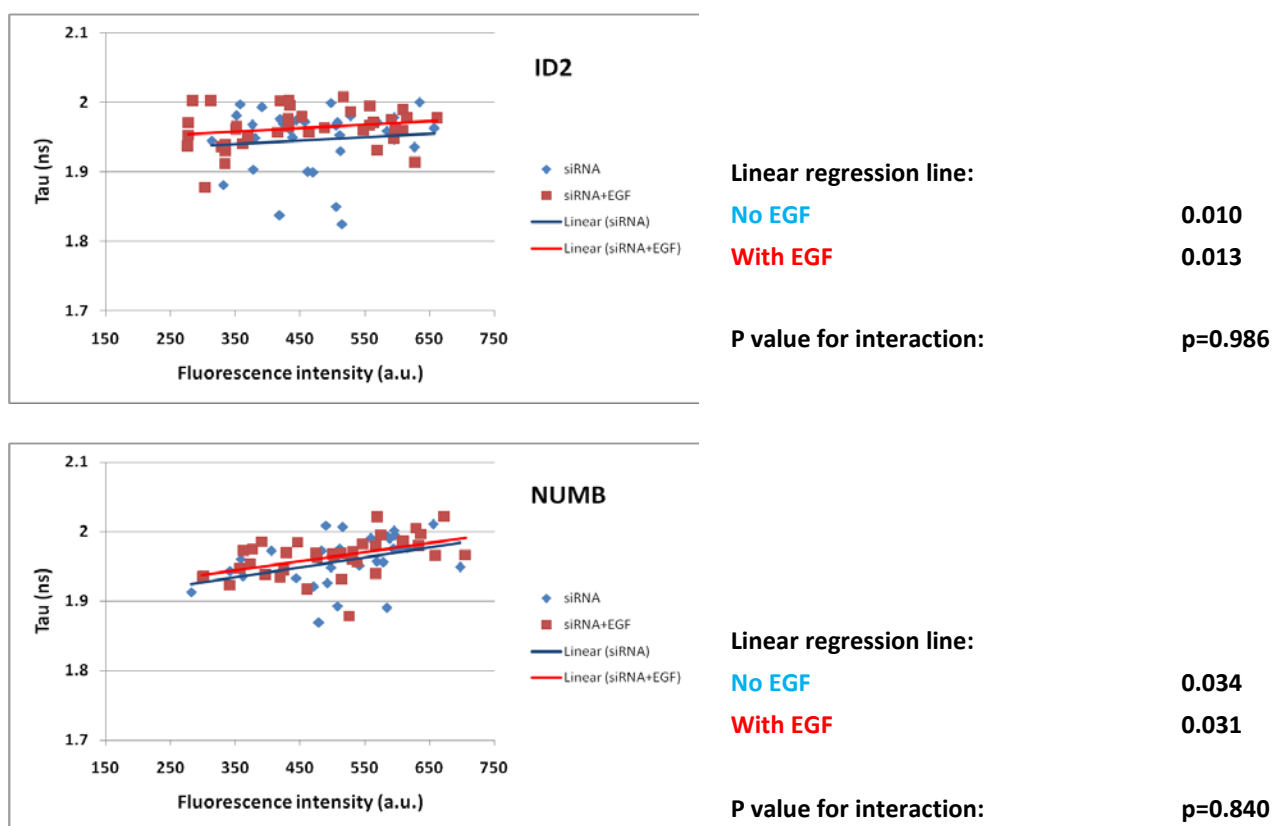 2.1
2
1.9
1.8
1.7
Tau (ns)
150 250 350 450 550 650 750
Fluorescence intensity (a.u.)
ID2
siRNA
siRNA+EGF
Linear (siRNA)
Linear (siRNA+EGF)
Linear regression line:
No EGF 0.010
With EGF 0.013
P value for interaction: p=0.986
2.1
2
1.9
1.8
1.7
Tau (ns)
150 250 350 450 550 650 750
Fluorescence intensity (a.u.)
NUMB
siRNA
siRNA+EGF
Linear (siRNA)
Linear (siRNA+EGF)
Linear regression line:
No EGF 0.034
With EGF 0.031
P value for interaction: p=0.840